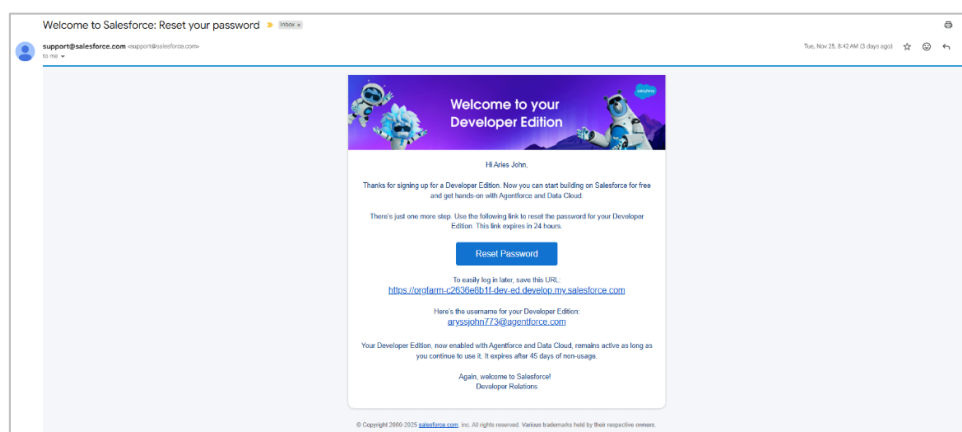 Welcome to Salesforce: Reset your password Inbox x
support@salesforce.com <support@salesforce.com>
Tue, Nov 25, 8:42 AM (3 days ago)
to me
salesforce
Welcome to your
Developer Edition
Hi Aries John,
Thanks for signing up for a Developer Edition. Now you can start building on Salesforce for free
and get hands-on with Agentforce and Data Cloud.
There's just one more step. Use the following link to reset the password for your Developer
Edition. This link expires in 24 hours.
Reset Password
To easily log in later, save this URL:
https://orgfarm-c2636e8b1f-dev-ed.develop.my.salesforce.com
Here's the username for your Developer Edition:
aryssjohn773@agentforce.com
Your Developer Edition, now enabled with Agentforce and Data Cloud, remains active as long as
you continue to use it. It expires after 45 days of non-usage.
Again, welcome to Salesforce!
Developer Relations
© Copyright 2000-2025 salesforce.com, inc. All rights reserved. Various trademarks held by their respective owners.